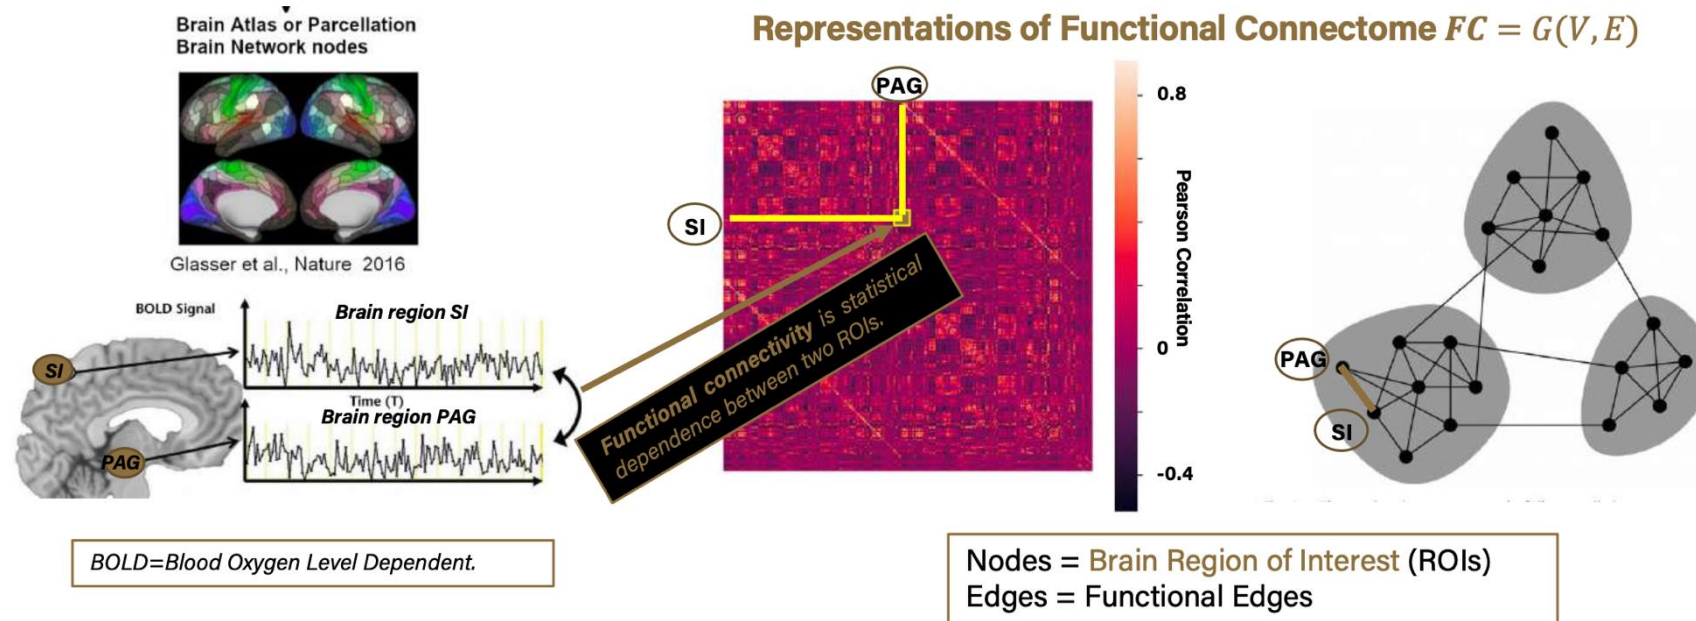 Brain Atlas or Parcellation
Brain Network nodes
Glasser et al., Nature 2016
BOLD Signal
Brain region SI
SI
Time (T)
Brain region PAG
PAG
BOLD=Blood Oxygen Level Dependent.
Representations of Functional Connectome FC = G(V, E)
PAG
SI
Functional connectivity is statistical
dependence between two ROIs.
0.8
0
-0.4
Pearson Correlation
PAG
SI
Nodes = Brain Region of Interest (ROIs)
Edges = Functional Edges